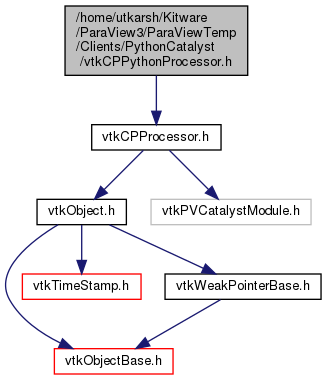 /home/utkarsh/Kitware
/ParaView3/ParaViewTemp
/Clients/PythonCatalyst
/vtkCPPythonProcessor.h
vtkCPProcessor.h
vtkObject.h
vtkPVCatalystModule.h
vtkTimeStamp.h
vtkWeakPointerBase.h
vtkObjectBase.h